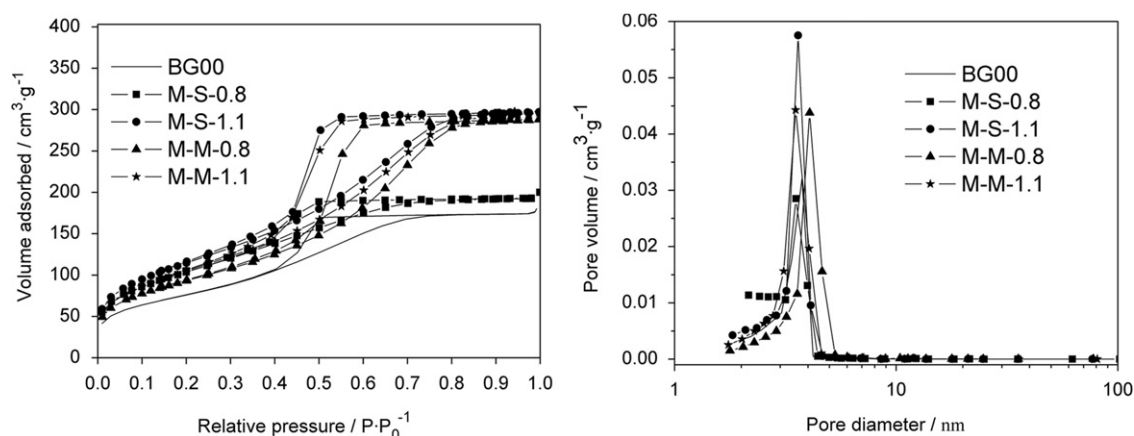 400
350
300
250
200
150
100
50
0
Volume adsorbed / cm³·g⁻¹
BG00
M-S-0.8
M-S-1.1
M-M-0.8
M-M-1.1
0.0 0.1 0.2 0.3 0.4 0.5 0.6 0.7 0.8 0.9 1.0
Relative pressure / P·P₀⁻¹
0.06
0.05
0.04
0.03
0.02
0.01
0.00
Pore volume / cm³·g⁻¹
BG00
M-S-0.8
M-S-1.1
M-M-0.8
M-M-1.1
1 10 100
Pore diameter / nm